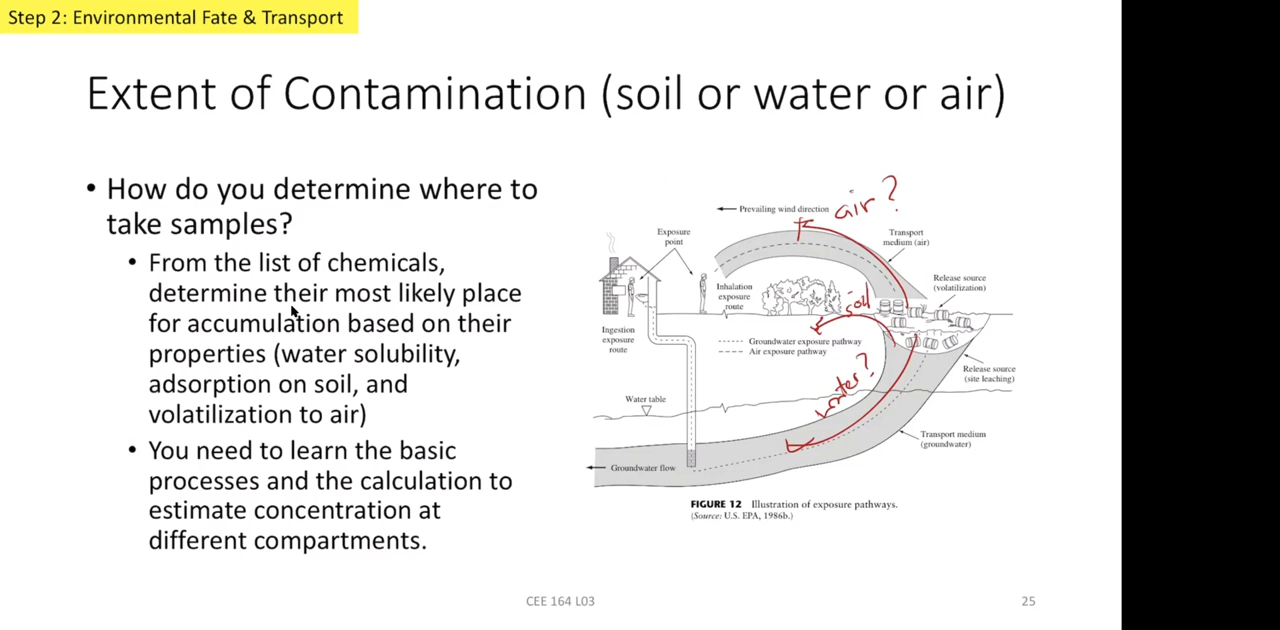 Step 2: Environmental Fate & Transport
Extent of Contamination (soil or water or air)
• How do you determine where to
take samples?
• From the list of chemicals,
determine their most likely place
for accumulation based on their
properties (water solubility,
adsorption on soil, and
volatilization to air)
• You need to learn the basic
processes and the calculation to
estimate concentration at
different compartments.
Prevailing wind direction
air?
Exposure
point
Transport
medium (air)
Release source
(volatilization)
Inhalation
exposure
route
soil
Ingestion
exposure
route
Groundwater exposure pathway
Air exposure pathway
Release source
(site leaching)
water?
Water table
Transport medium
(groundwater)
Groundwater flow
FIGURE 12 Illustration of exposure pathways.
(Source: U.S. EPA, 1986b.)
CEE 164 L03
25